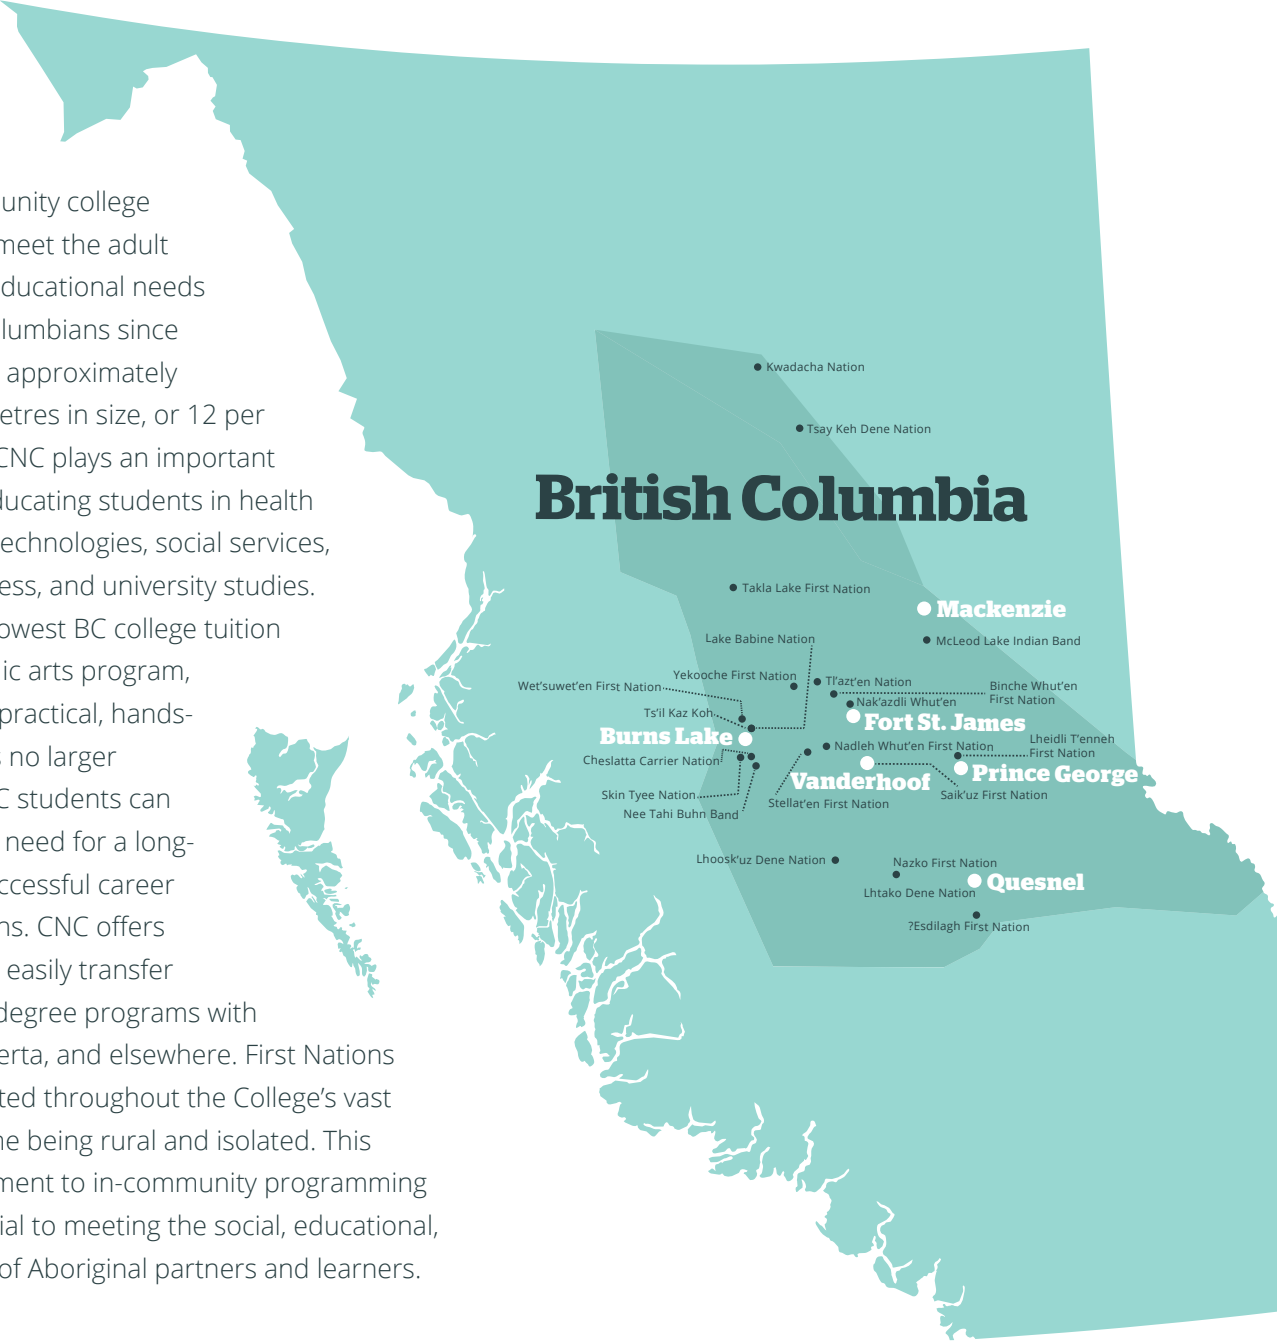 unity college
meet the adult
ducational needs
lumbians since
approximately
etres in size, or 12 per
CNC plays an important
ducating students in health
echnologies, social services,
ess, and university studies.
owest BC college tuition
ic arts program,
practical, hands-
s no larger
C students can
need for a long-
ccessful career
ns. CNC offers
easily transfer
degree programs with
erta, and elsewhere. First Nations
ted throughout the College’s vast
ne being rural and isolated. This
ment to in-community programming
ial to meeting the social, educational,
of Aboriginal partners and learners.
Kwadacha Nation
Tsay Keh Dene Nation
British Columbia
Takla Lake First Nation
Mackenzie
Lake Babine Nation
McLeod Lake Indian Band
Yekooche First Nation
Tl’azt’en Nation
Wet’suwet’en First Nation
Binche Whut’en
First Nation
Nak’azdli Whut’en
Ts’il Kaz Koh
Fort St. James
Burns Lake
Lheidli T’enneh
First Nation
Nadleh Whut’en First Nation
Cheslatta Carrier Nation
Prince George
Vanderhoof
Skin Tyee Nation
Saik’uz First Nation
Stellat’en First Nation
Nee Tahi Buhn Band
Lhoosk’uz Dene Nation
Nazko First Nation
Quesnel
Lhtako Dene Nation
?Esdilagh First Nation